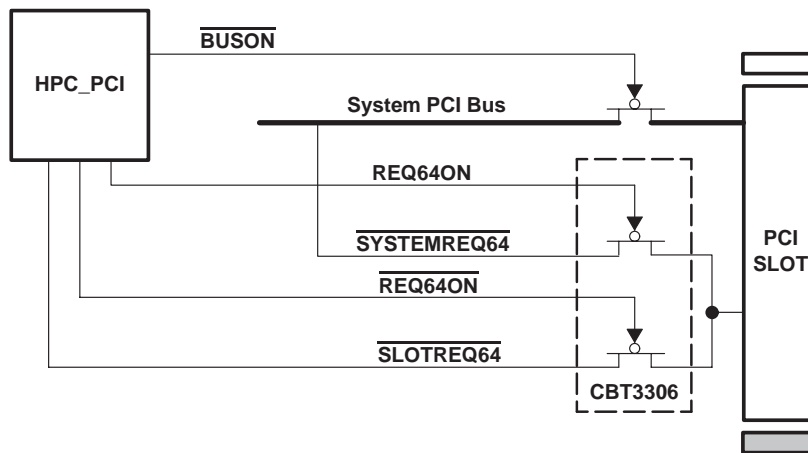 BUSON
HPC_PCI
System PCI Bus
REQ64ON
SYSTEMREQ64
PCI
SLOT
REQ64ON
SLOTREQ64
CBT3306